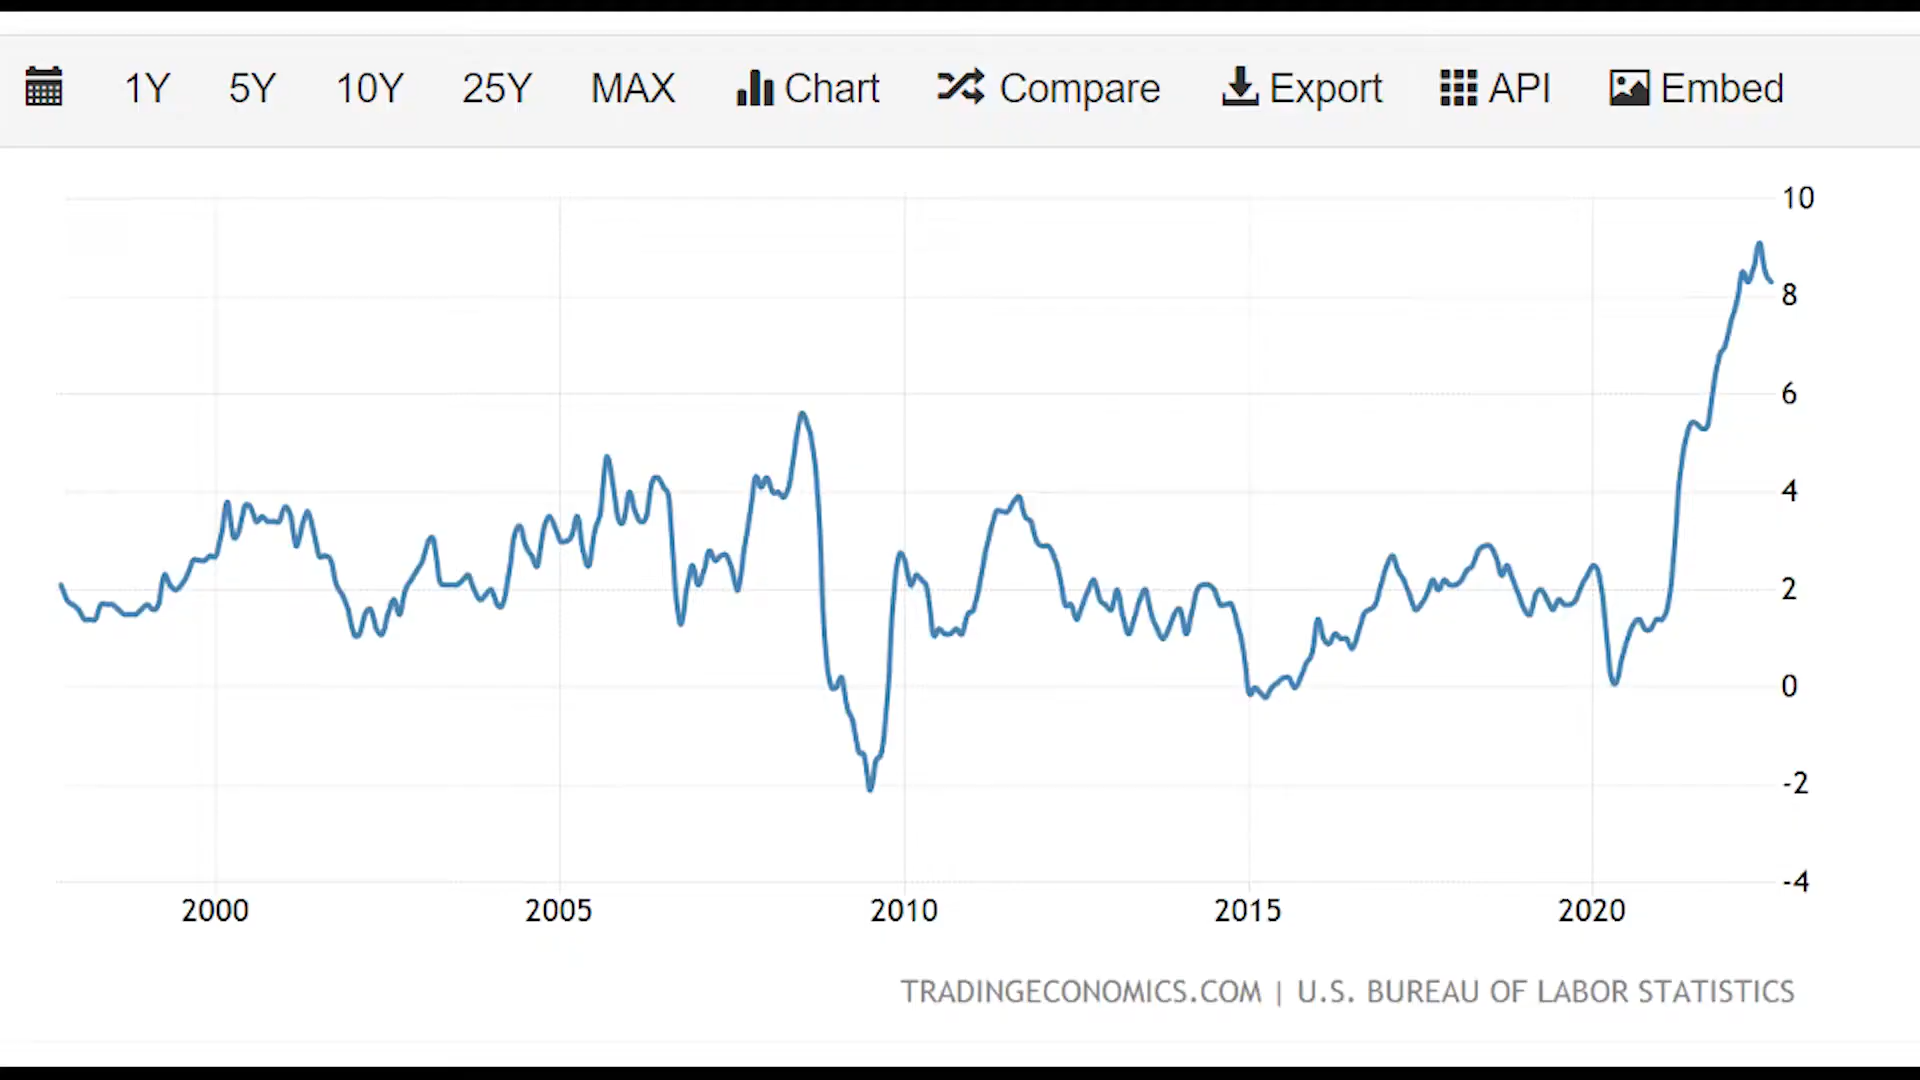 1Y 5Y 10Y 25Y MAX Chart Compare Export API Embed
10
8
6
4
2
0
-2
-4
2000 2005 2010 2015 2020
TRADINGECONOMICS.COM | U.S. BUREAU OF LABOR STATISTICS